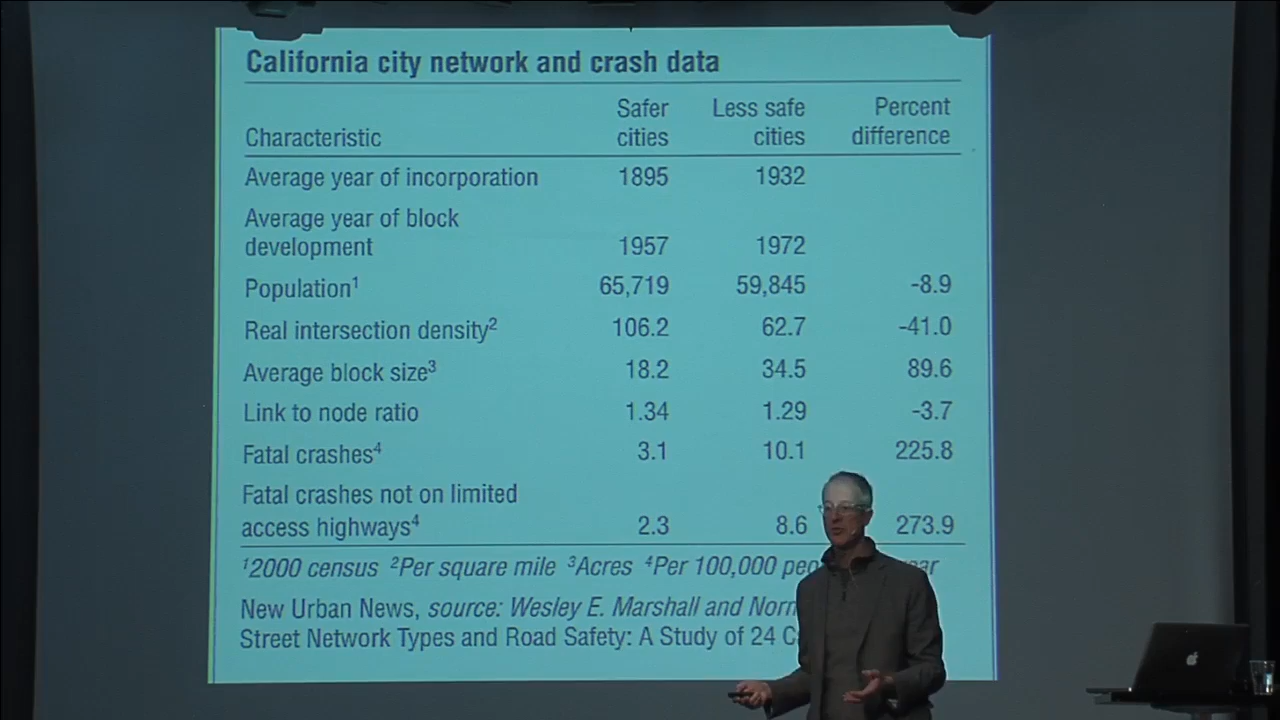 California city network and crash data
Characteristic Safer cities Less safe cities Percent difference
Average year of incorporation 1895 1932
Average year of block development 1957 1972
Population¹ 65,719 59,845 -8.9
Real intersection density² 106.2 62.7 -41.0
Average block size³ 18.2 34.5 89.6
Link to node ratio 1.34 1.29 -3.7
Fatal crashes⁴ 3.1 10.1 225.8
Fatal crashes not on limited access highways⁴ 2.3 8.6 273.9
¹2000 census ²Per square mile ³Acres ⁴Per 100,000
New Urban News, source: Wesley E. Marshall and
Street Network Types and Road Safety: A Study of 24